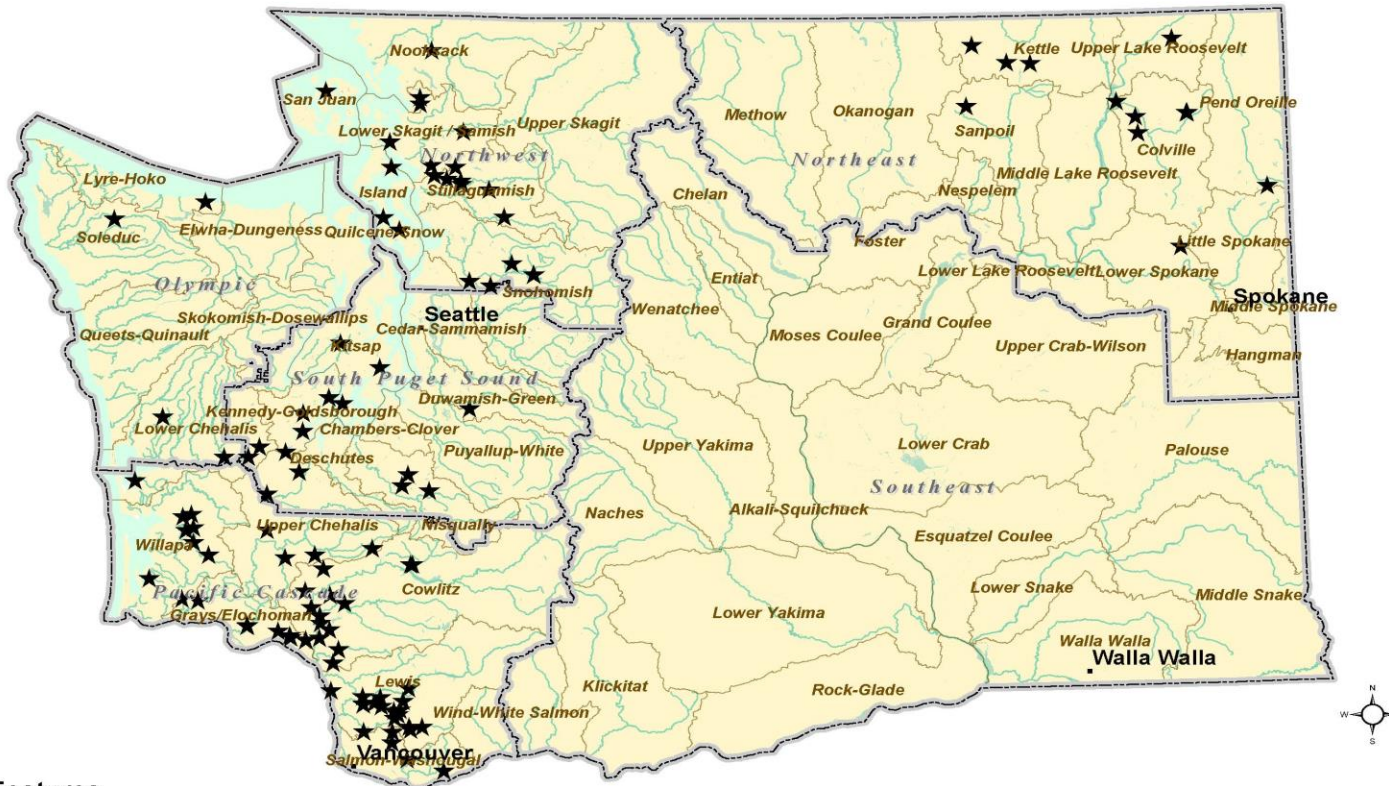 Nooksack
San Juan
Lower Skagit / Samish
Upper Skagit
Northwest
Island
Stillaguamish
Lyre-Hoko
Soleduc
Elwha-Dungeness
Quilcene-Snow
Olympic
Snohomish
Skokomish-Dosewallips
Seattle
Cedar-Sammamish
Queets-Quinault
Kitsap
South Puget Sound
Duwamish-Green
Kennedy-Goldsborough
Lower Chehalis
Chambers-Clover
Deschutes
Puyallup-White
Upper Chehalis
Nisqually
Willapa
Pacific Cascade
Cowlitz
Grays/Elochoman
Lewis
Wind-White Salmon
Vancouver
Salmon-Washougal
Methow
Okanogan
Kettle
Upper Lake Roosevelt
Sanpoil
Pend Oreille
Northeast
Colville
Nespelem
Middle Lake Roosevelt
Chelan
Foster
Little Spokane
Entiat
Lower Lake Roosevelt
Lower Spokane
Wenatchee
Spokane
Middle Spokane
Moses Coulee
Grand Coulee
Upper Crab-Wilson
Hangman
Upper Yakima
Lower Crab
Palouse
Southeast
Naches
Alkali-Squilchuck
Esquatzel Coulee
Lower Snake
Middle Snake
Lower Yakima
Walla Walla
Walla Walla
Klickitat
Rock-Glade
N
W
S